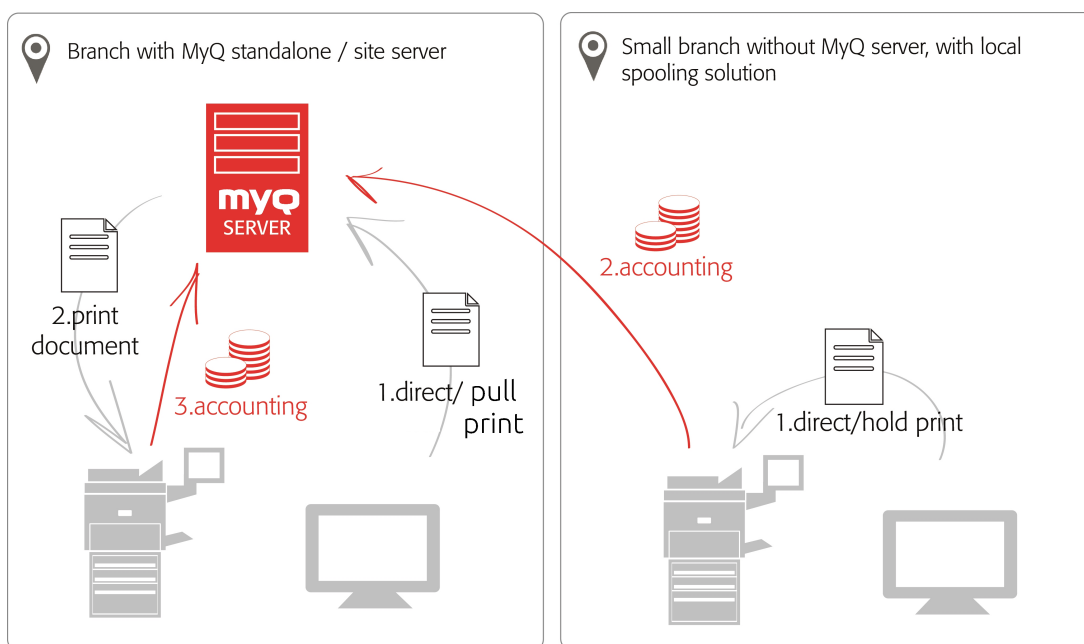 Branch with MyQ standalone / site server
myQ
SERVER
2.print
document
3.accounting
1.direct/ pull
print
Small branch without MyQ server, with local
spooling solution
2.accounting
1.direct/hold print